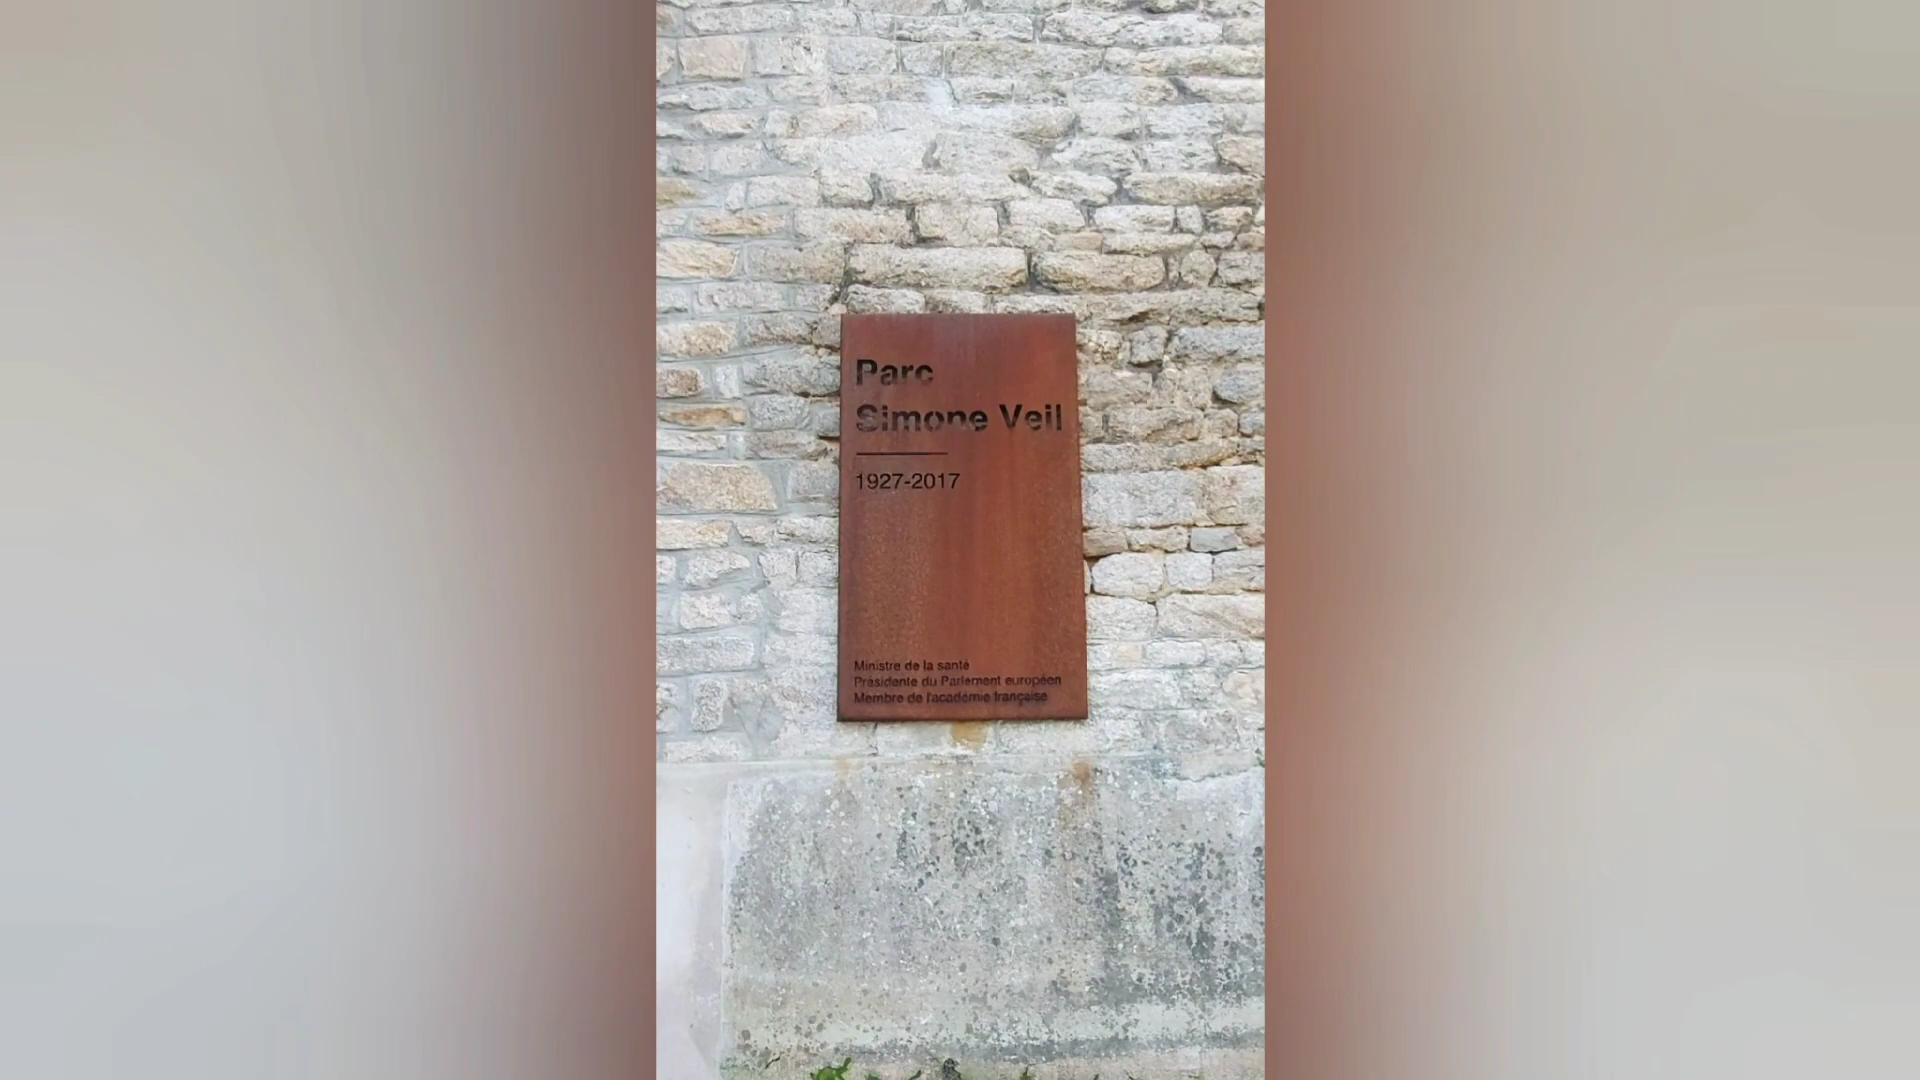 Parc
Simone Veil
1927-2017
Ministre de la santé
Présidente du Parlement européen
Membre de l'académie française